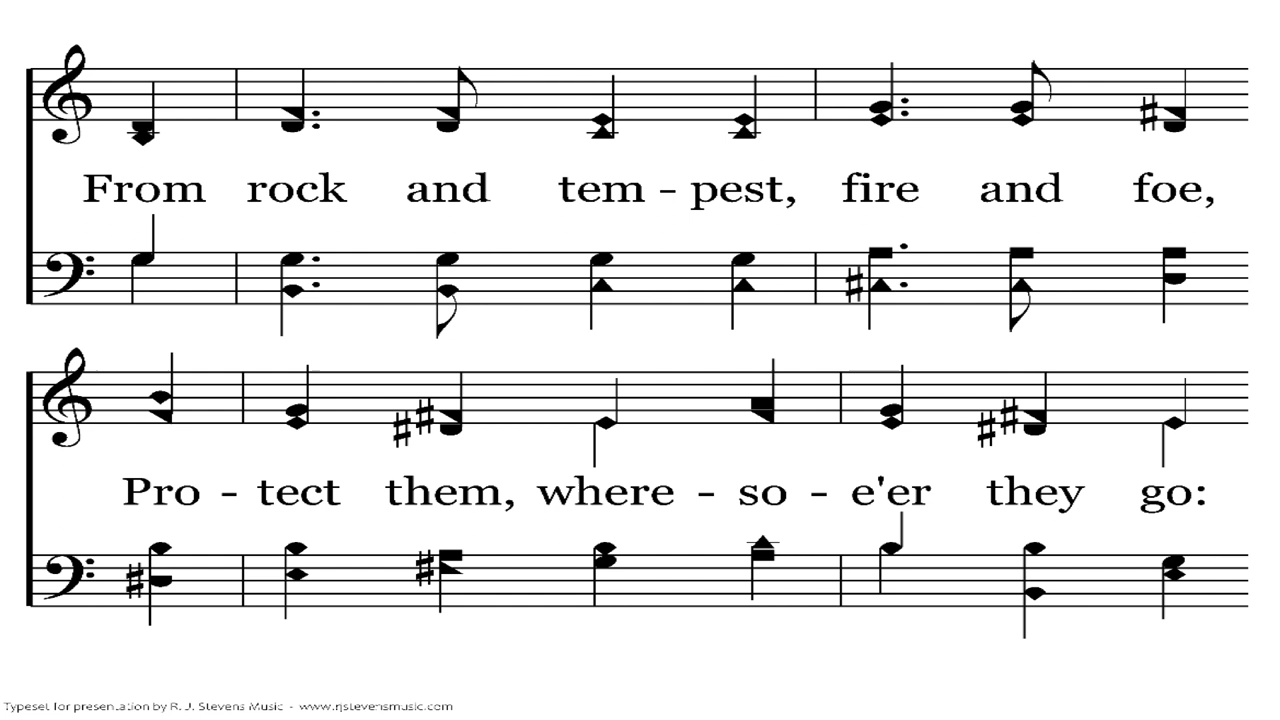 From rock and tem - pest, fire and foe,
Pro - tect them, where - so - e'er they go:
Typeset for presentation by R. J. Stevens Music - www.rjstevensmusic.com